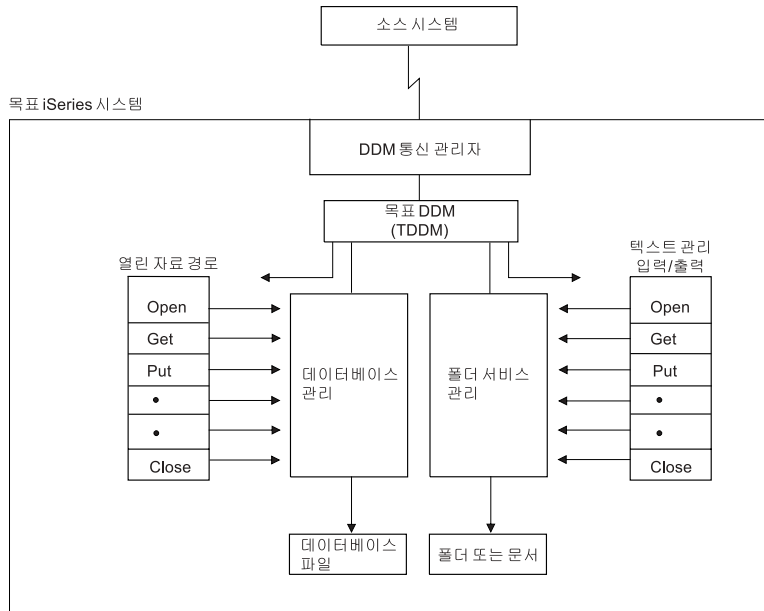 소스 시스템
목표 iSeries 시스템
DDM 통신 관리자
목표 DDM
(TDDM)
열린 자료 경로
Open
Get
Put
•
•
Close
데이터베이스
관리
폴더 서비스
관리
텍스트 관리
입력/출력
Open
Get
Put
•
•
Close
데이터베이스
파일
폴더 또는 문서